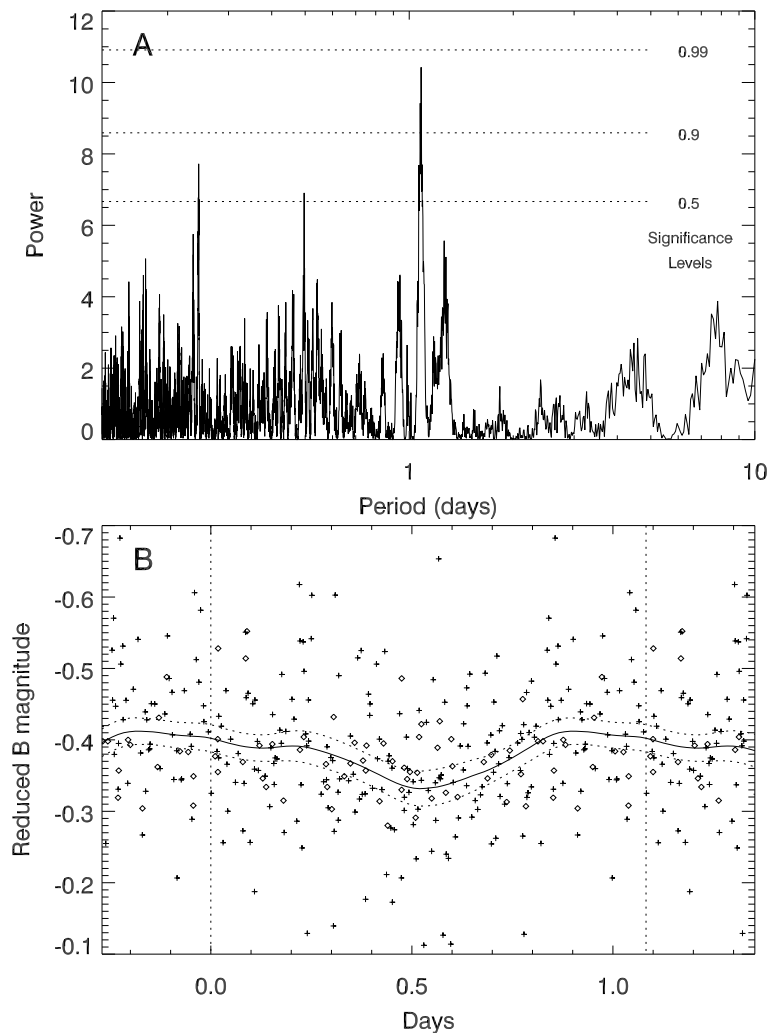 12
A
0.99
10
0.9
8
0.5
6
Significance
Levels
4
2
0
Power
1
10
Period (days)
-0.7
B
-0.6
-0.5
-0.4
-0.3
-0.2
-0.1
Reduced B magnitude
0.0
0.5
1.0
Days